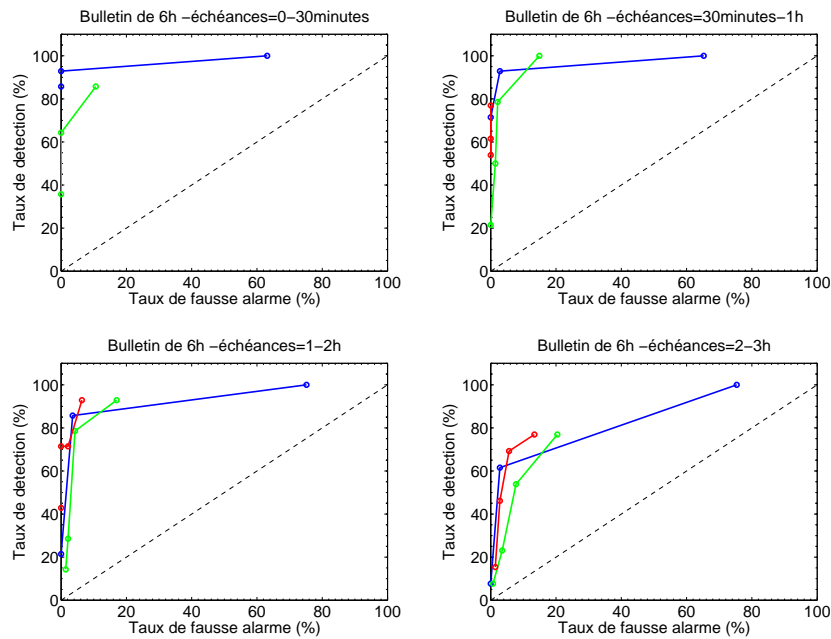 Bulletin de 6h −échéances=0−30minutes
100
80
60
40
20
0
Taux de detection (%)
0 20 40 60 80 100
Taux de fausse alarme (%)
Bulletin de 6h −échéances=30minutes−1h
100
80
60
40
20
0
Taux de detection (%)
0 20 40 60 80 100
Taux de fausse alarme (%)
Bulletin de 6h −échéances=1−2h
100
80
60
40
20
0
Taux de detection (%)
0 20 40 60 80 100
Taux de fausse alarme (%)
Bulletin de 6h −échéances=2−3h
100
80
60
40
20
0
Taux de detection (%)
0 20 40 60 80 100
Taux de fausse alarme (%)